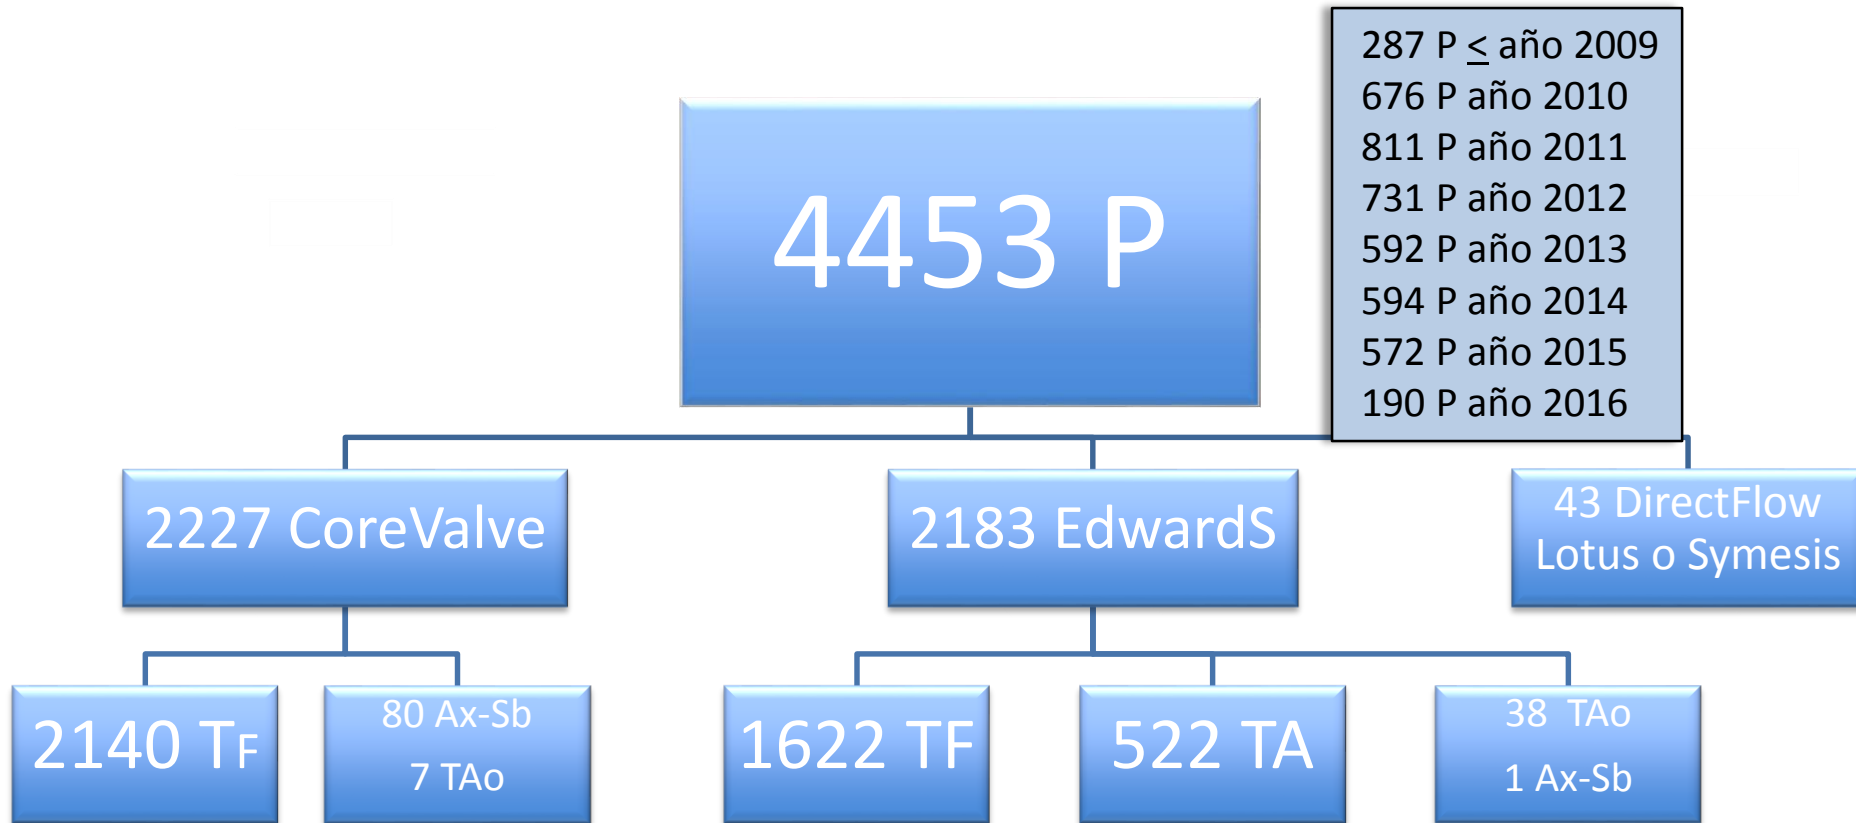 287 P ≤ año 2009
676 P año 2010
811 P año 2011
731 P año 2012
592 P año 2013
594 P año 2014
572 P año 2015
190 P año 2016
4453 P
2227 CoreValve
2183 EdwardS
43 DirectFlow
Lotus o Symesis
2140 TF
80 Ax-Sb
7 TAo
1622 TF
522 TA
38 TAo
1 Ax-Sb